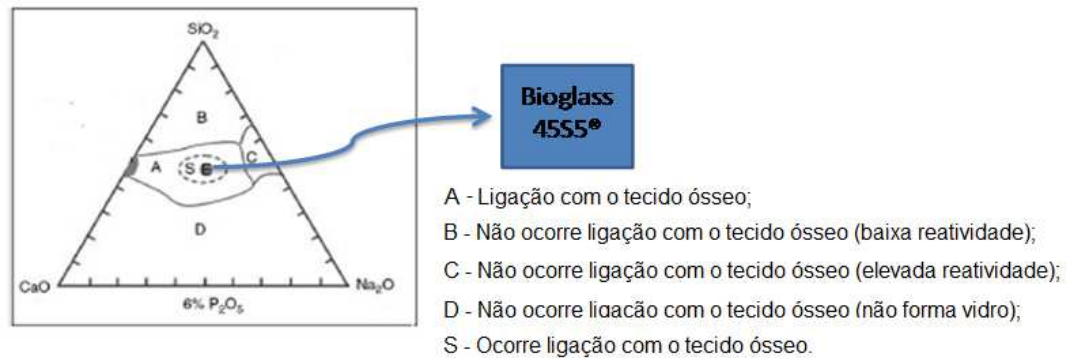 SiO₂
B
A
S
E
C
D
CaO
Na₂O
6% P₂O₅
Bioglass
45S5®
A - Ligação com o tecido ósseo;
B - Não ocorre ligação com o tecido ósseo (baixa reatividade);
C - Não ocorre ligação com o tecido ósseo (elevada reatividade);
D - Não ocorre ligação com o tecido ósseo (não forma vidro);
S - Ocorre ligação com o tecido ósseo.